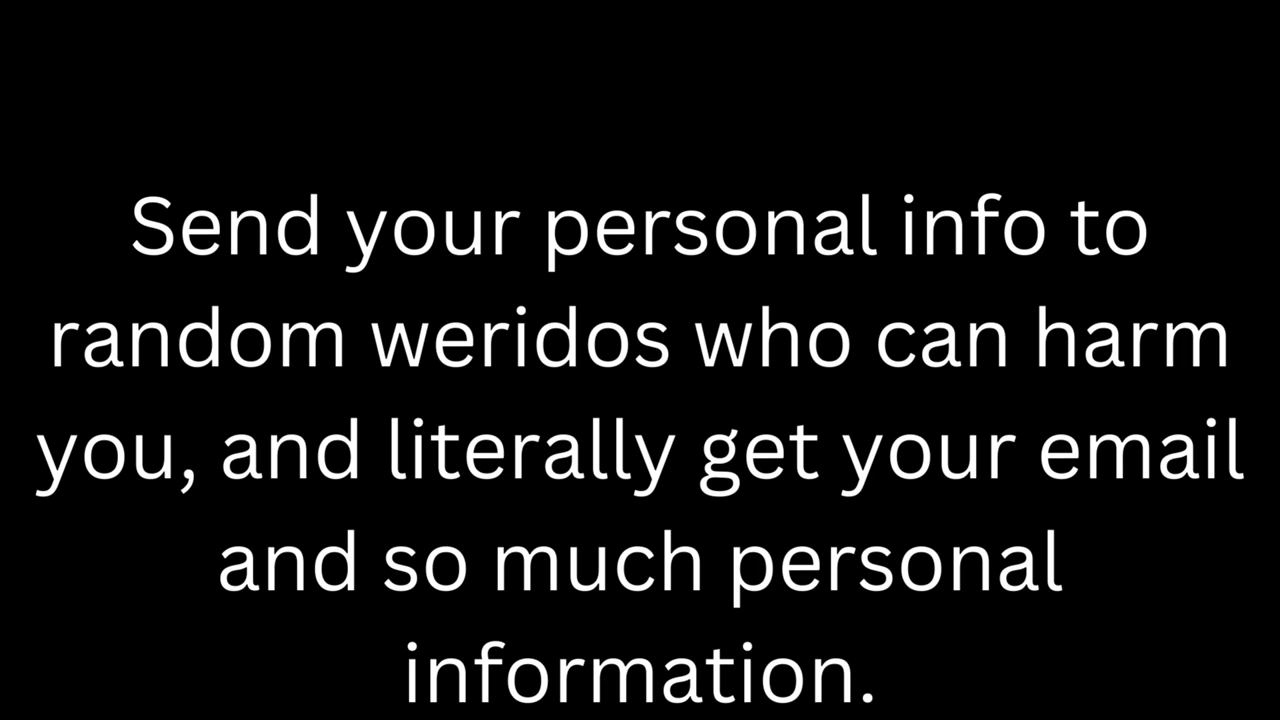 Send your personal info to
random weridos who can harm
you, and literally get your email
and so much personal
information.